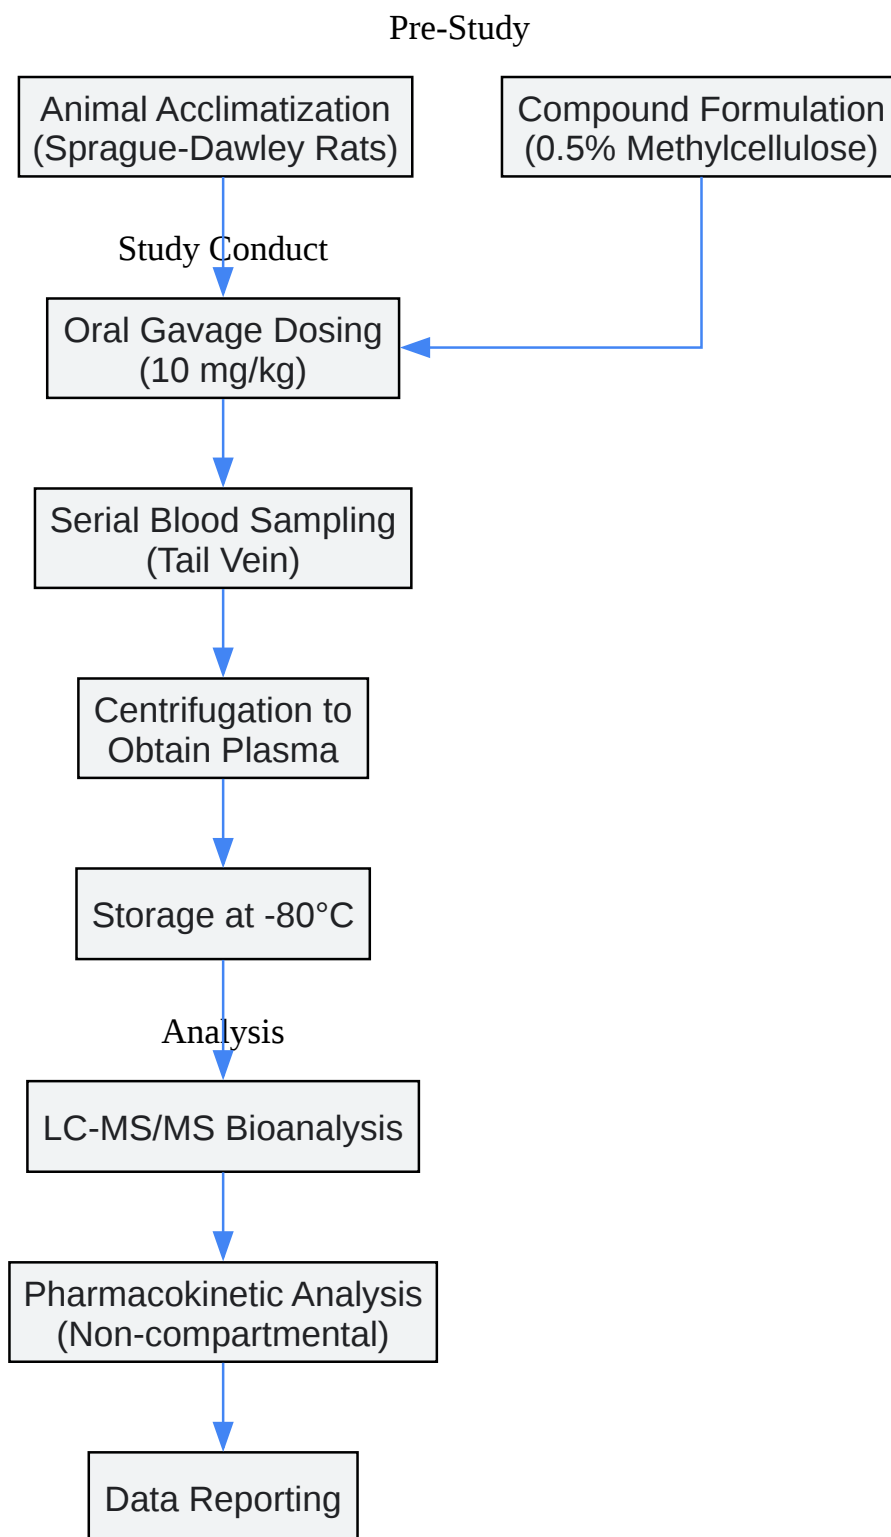 Pre-Study
Animal Acclimatization
(Sprague-Dawley Rats)
Compound Formulation
(0.5% Methylcellulose)
Study Conduct
Oral Gavage Dosing
(10 mg/kg)
Serial Blood Sampling
(Tail Vein)
Centrifugation to
Obtain Plasma
Storage at -80°C
Analysis
LC-MS/MS Bioanalysis
Pharmacokinetic Analysis
(Non-compartmental)
Data Reporting